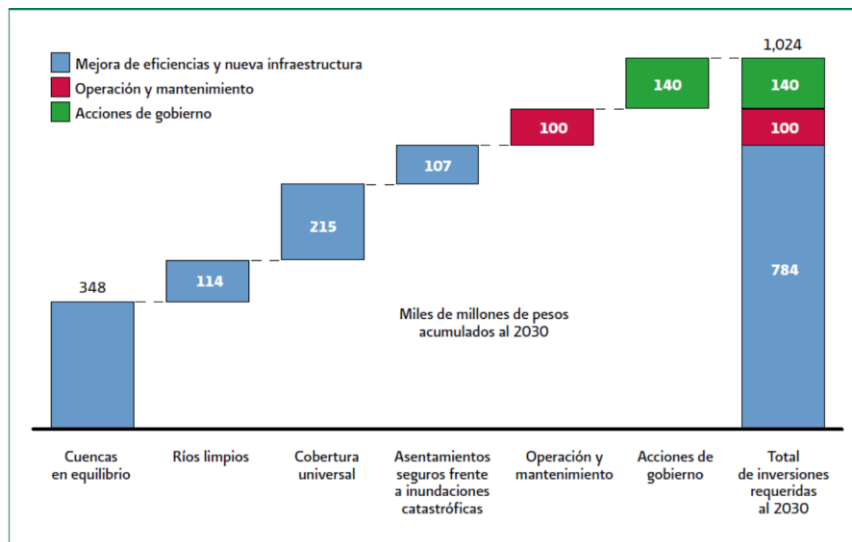 Mejora de eficiencias y nueva infraestructura
Operación y mantenimiento
Acciones de gobierno
1,024
140
140
100
100
107
215
784
114
348
Miles de millones de pesos
acumulados al 2030
Cuencas
en equilibrio
Ríos limpios
Cobertura
universal
Asentamientos
seguros frente
a inundaciones
catastróficas
Operación y
mantenimiento
Acciones de
gobierno
Total
de inversiones
requeridas
al 2030